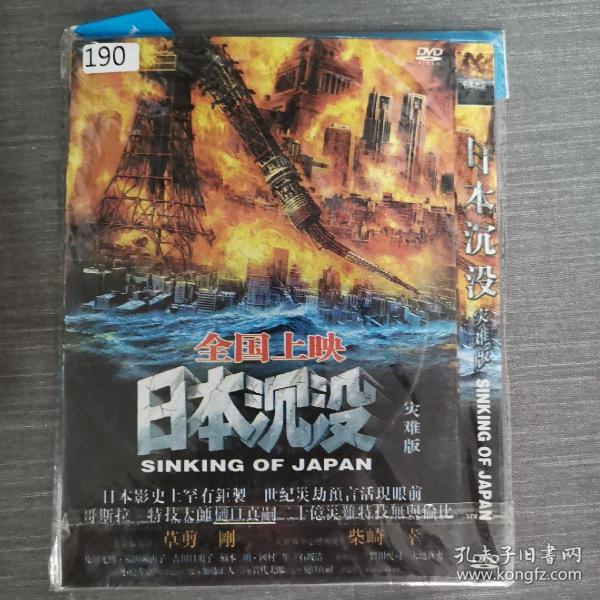 190
DVD
日本沉没
灾难版
SINKING OF JAPAN
全国上映
日本沉没
灾难版
SINKING OF JAPAN
日本影史上罕有鉅製 世紀災劫預言活現眼前
哥斯拉 特技大師樋口真嗣 二十億災難特技無與倫比
草剪 剛 柴崎 幸
孔夫子旧书网
www.kongfz.com